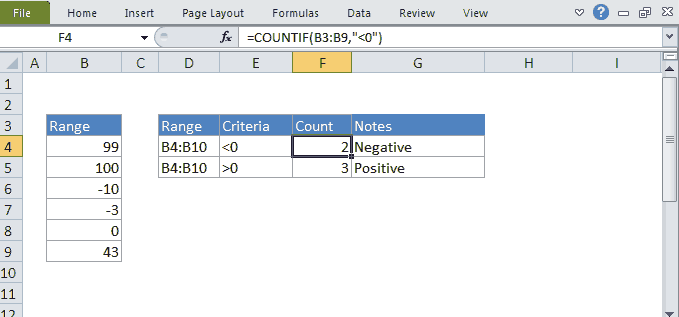 File Home Insert Page Layout Formulas Data Review View ?
F4 fx =COUNTIF(B3:B9,"<0")
A B C D E F G H I
1
2
3 Range Range Criteria Count Notes
4 99 B4:B10 <0 2 Negative
5 100 B4:B10 >0 3 Positive
6 -10
7 -3
8 0
9 43
10
11
12